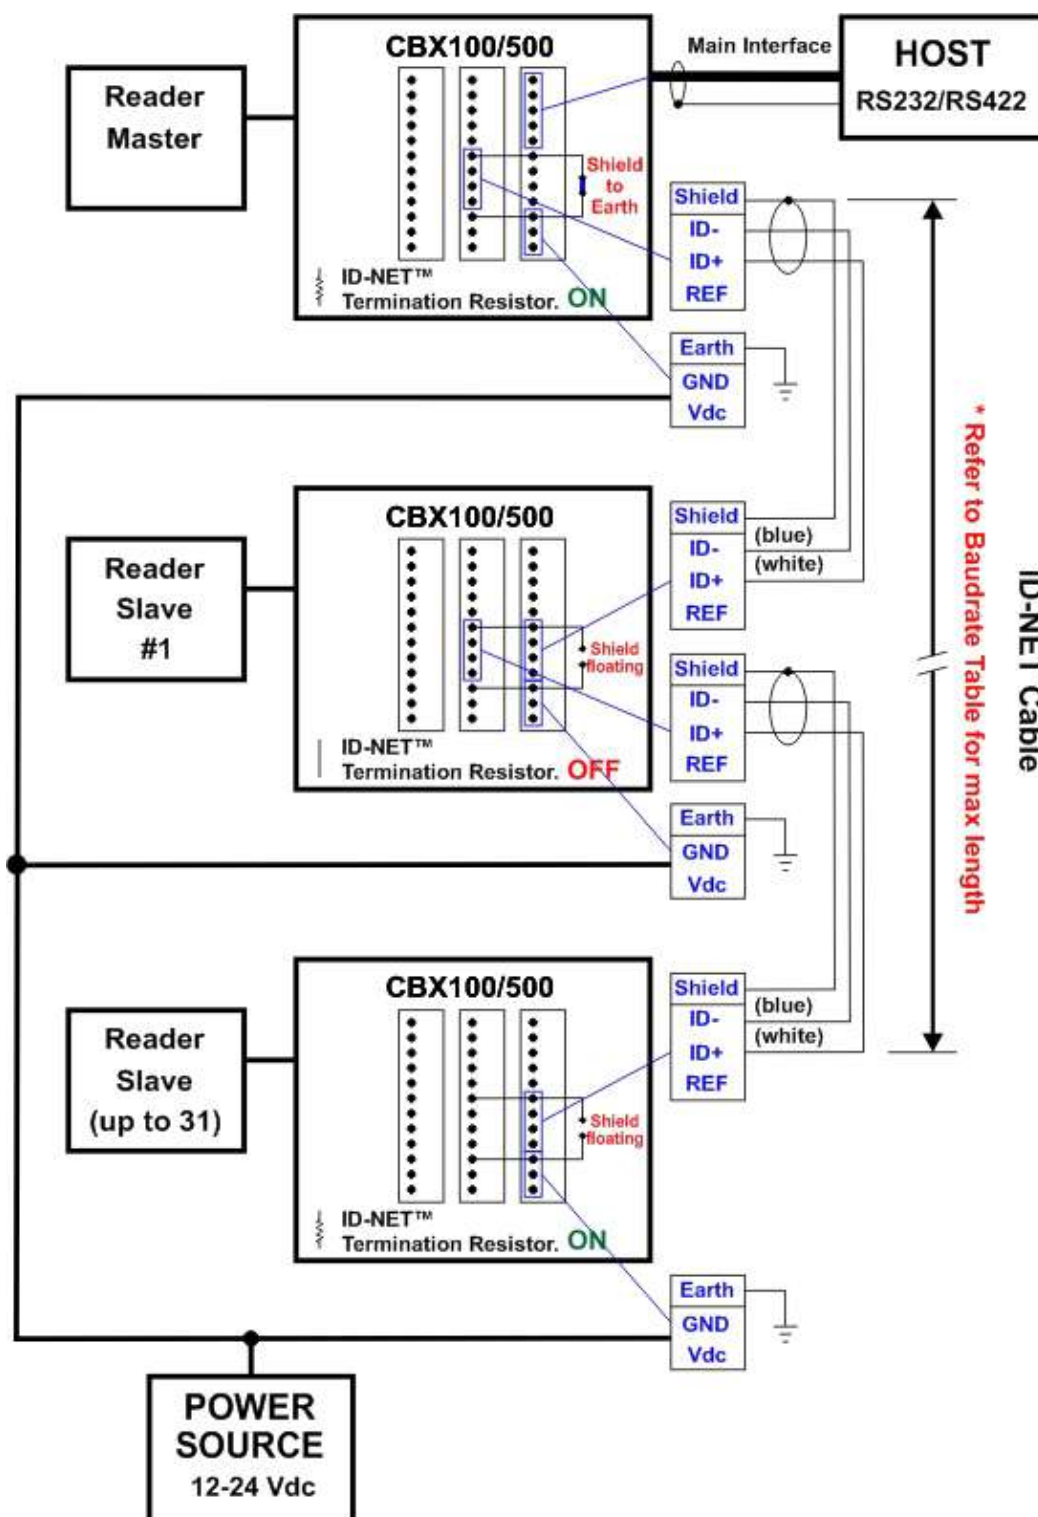 CBX100/500
Main Interface
HOST
RS232/RS422
Reader
Master
Shield
to
Earth
Shield
ID-
ID+
REF
ID-NET™
Termination Resistor. ON
Earth
GND
Vdc
* Refer to Baudrate Table for max length
ID-NET Cable
CBX100/500
Reader
Slave
#1
Shield
(blue)
ID-
(white)
ID+
REF
Shield
floating
Shield
ID-
ID+
REF
ID-NET™
Termination Resistor. OFF
Earth
GND
Vdc
CBX100/500
Reader
Slave
(up to 31)
Shield
(blue)
ID-
(white)
ID+
REF
Shield
floating
ID-NET™
Termination Resistor. ON
Earth
GND
Vdc
POWER
SOURCE
12-24 Vdc